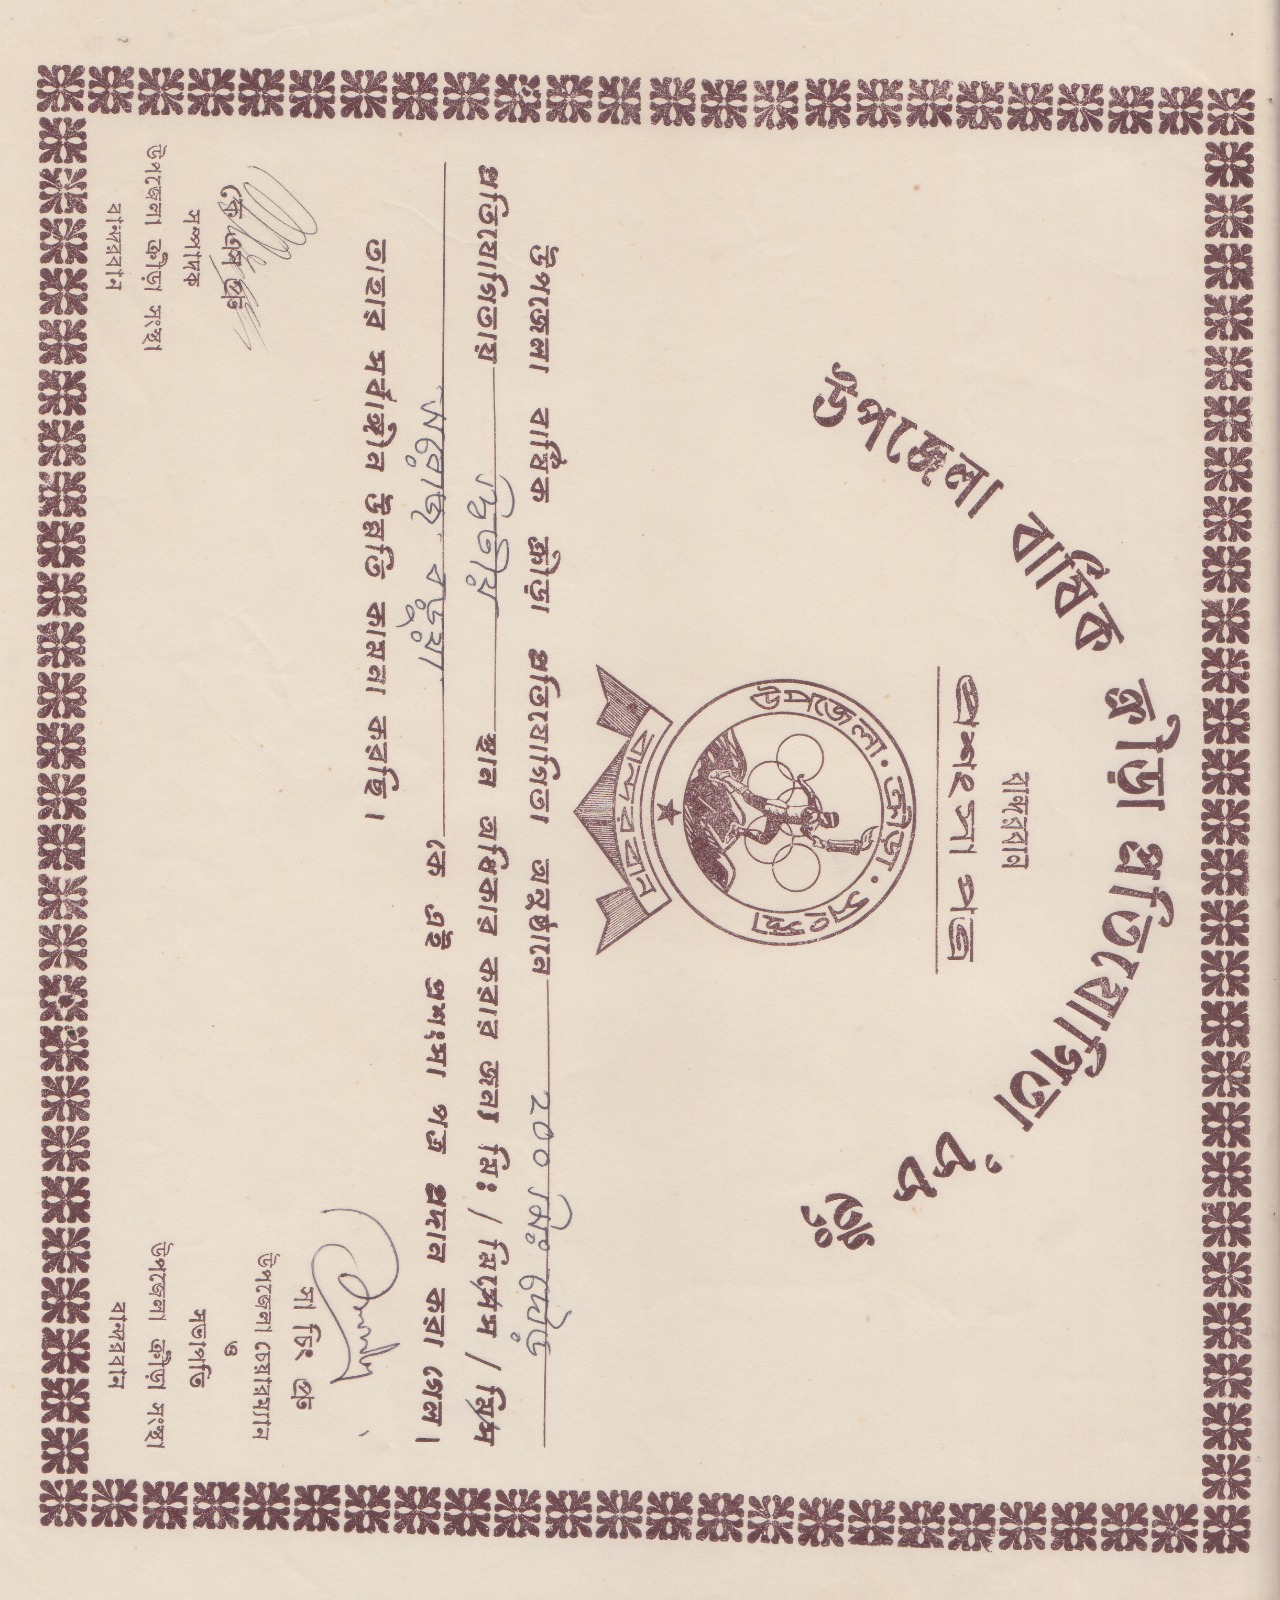 উপজেলা বার্ষিক ক্রীড়া প্রতিযোগিতা '৮৮ ইং
বান্দরবান
প্রশংসা পত্র
উপজেলা · ক্রীড়া · সংস্থা
বান্দরবান
উপজেলা বার্ষিক ক্রীড়া প্রতিযোগিতা অনুষ্ঠানে ২০০ মিঃ দৌড়
প্রতিযোগিতায় দ্বিতীয় স্থান অধিকার করার জন্য মিঃ / মিসেস / মিস
সরোজ বড়ুয়া কে এই প্রশংসা পত্র প্রদান করা গেল।
তাহার সর্বাঙ্গীন উন্নতি কামনা করছি।
কে এস প্রু
সম্পাদক
উপজেলা ক্রীড়া সংস্থা
বান্দরবান
সা চিং প্রু
উপজেলা চেয়ারম্যান
ও
সভাপতি
উপজেলা ক্রীড়া সংস্থা
বান্দরবান